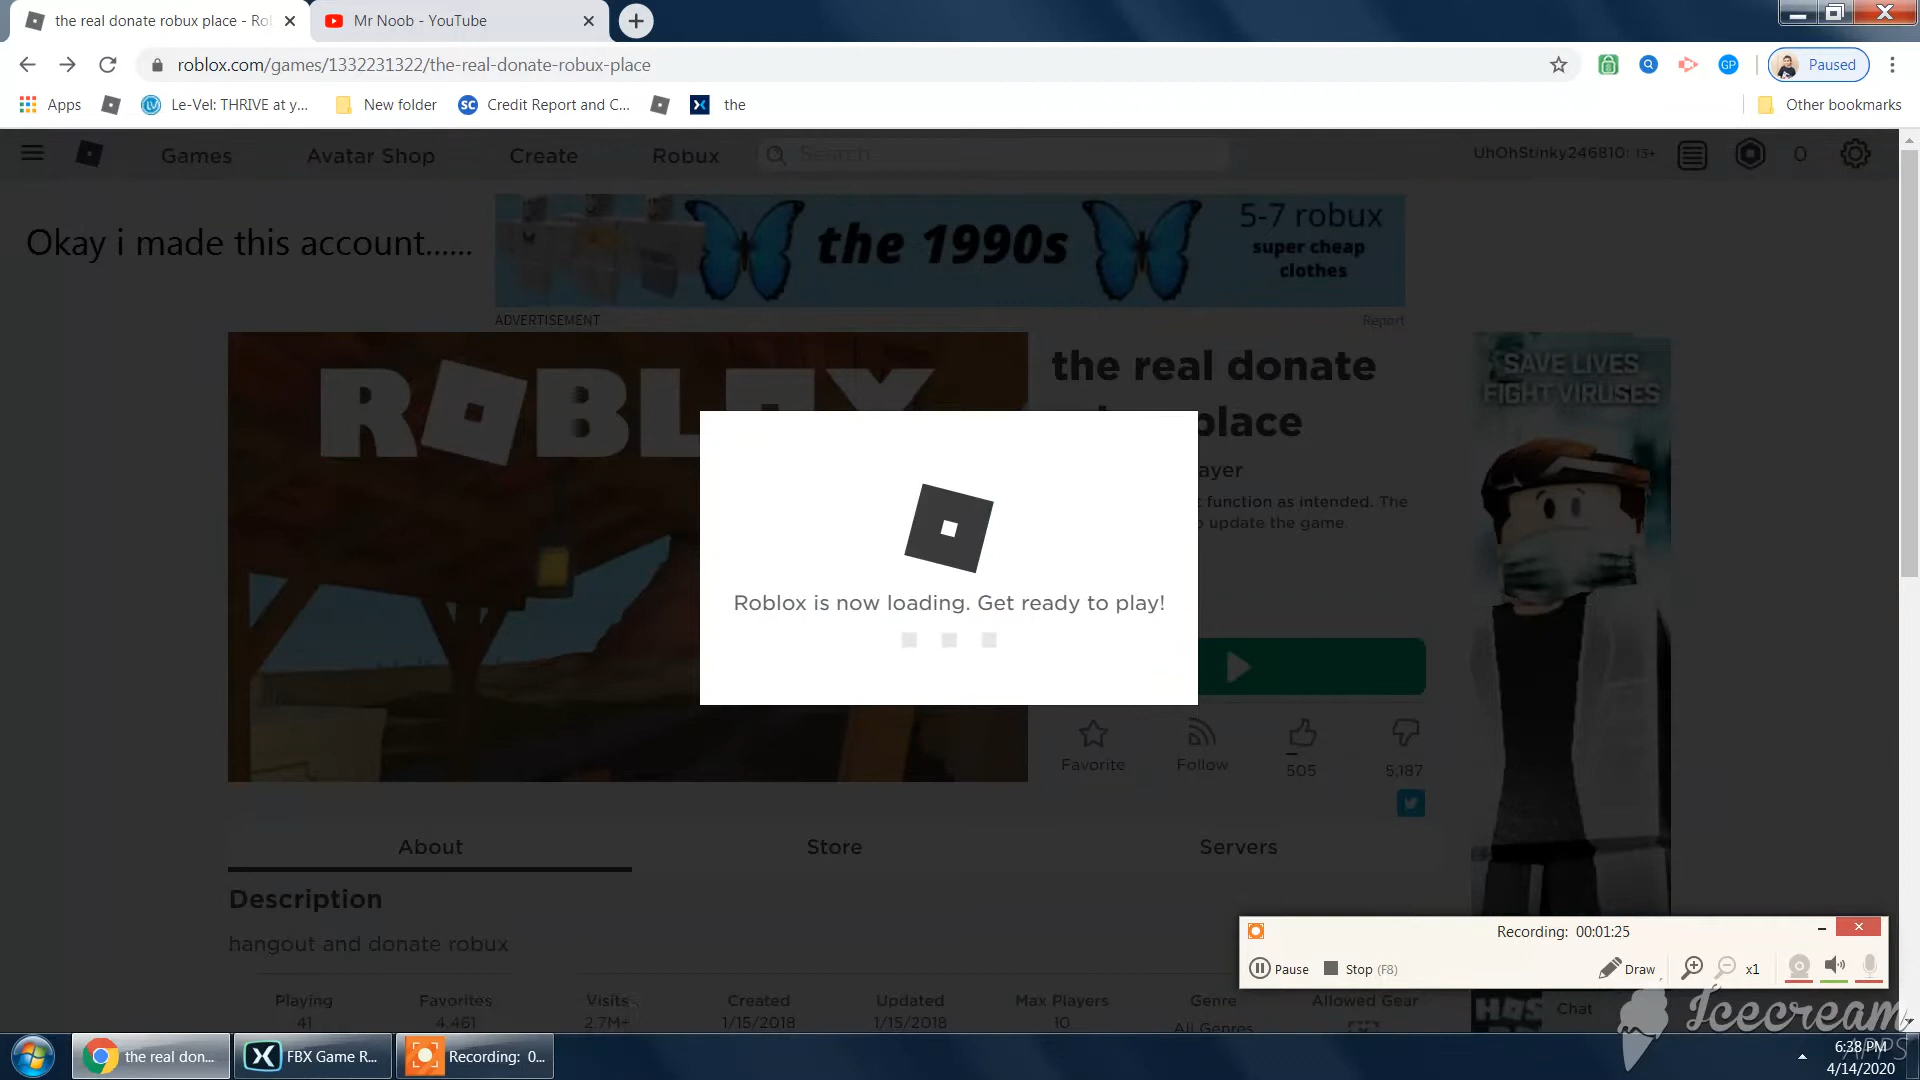 the real donate robux place - Rol
Mr Noob - YouTube
roblox.com/games/1332231322/the-real-donate-robux-place
GP
Paused
Apps
Le-Vel: THRIVE at y...
New folder
SC
Credit Report and C...
the
Other bookmarks
Games
Avatar Shop
Create
Robux
Search
UhOhStinky246810: 13+
0
Okay i made this account......
the 1990s
5-7 robux
super cheap
clothes
ADVERTISEMENT
Report
ROBLOX
the real donate
place
ayer
function as intended. The
update the game.
SAVE LIVES
FIGHT VIRUSES
Roblox is now loading. Get ready to play!
Favorite
Follow
505
5,187
About
Store
Servers
Description
hangout and donate robux
Playing
Favorites
Visits
Created
Updated
Max Players
Genre
Allowed Gear
41
4,461
2.7M+
1/15/2018
1/15/2018
10
All Genres
Recording: 00:01:25
Pause
Stop (F8)
Draw
x1
Chat
Icecream
APPS
the real don...
FBX Game R...
Recording: 0...
6:38 PM
4/14/2020